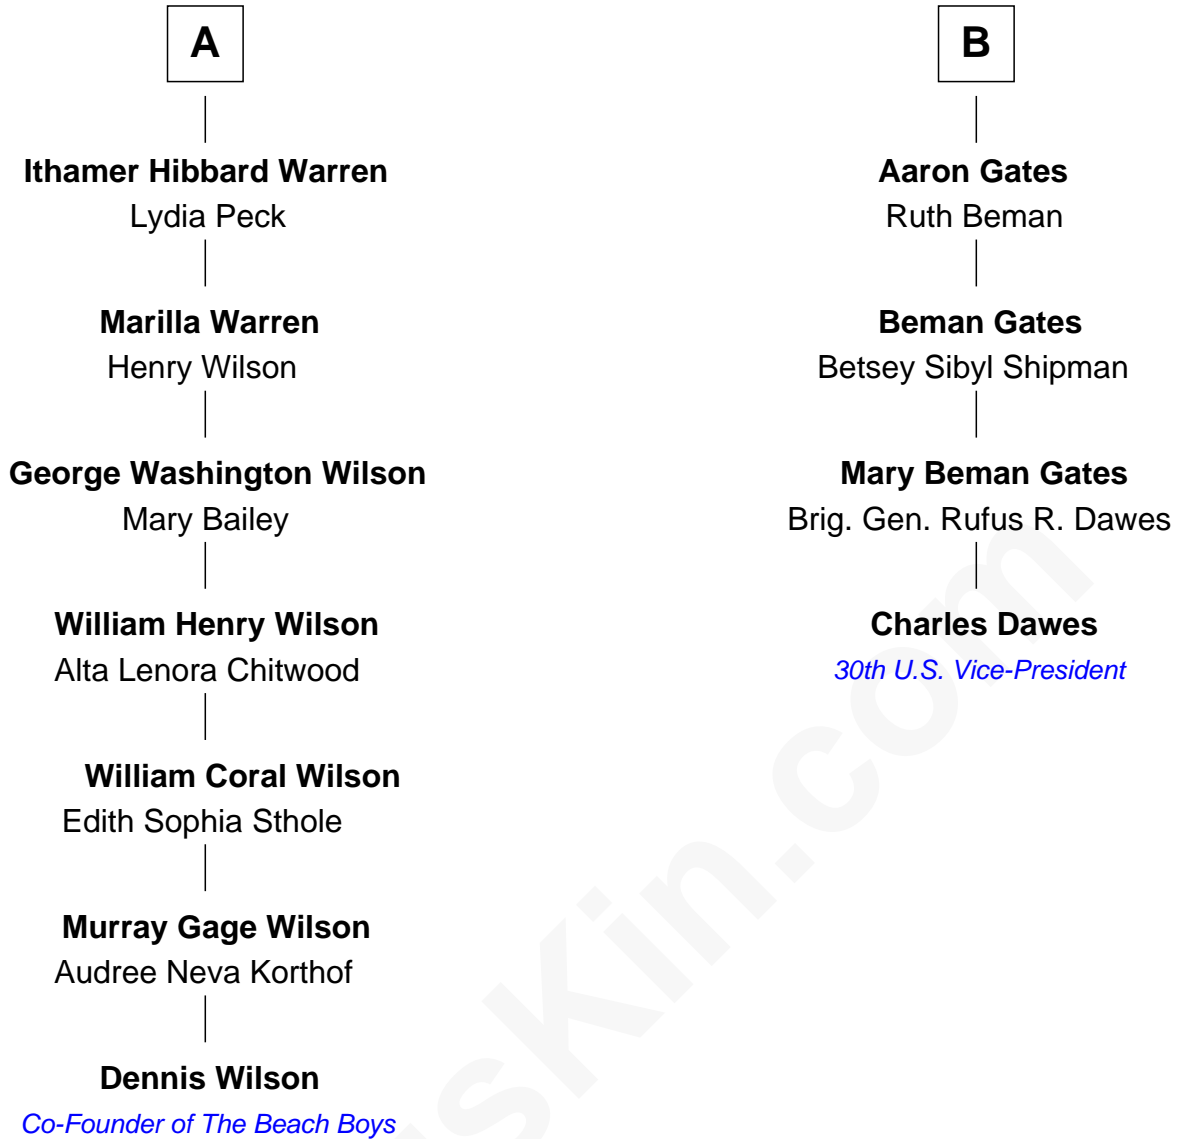 A
Ithamer Hibbard Warren
Lydia Peck
Marilla Warren
Henry Wilson
George Washington Wilson
Mary Bailey
William Henry Wilson
Alta Lenora Chitwood
William Coral Wilson
Edith Sophia Sthole
Murray Gage Wilson
Audree Neva Korthof
Dennis Wilson
Co-Founder of The Beach Boys
B
Aaron Gates
Ruth Beman
Beman Gates
Betsey Sibyl Shipman
Mary Beman Gates
Brig. Gen. Rufus R. Dawes
Charles Dawes
30th U.S. Vice-President
sKin.com